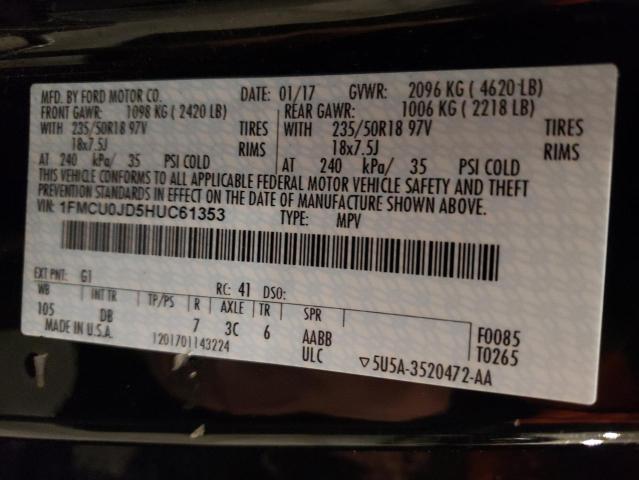 MFD. BY FORD MOTOR CO. DATE: 01/17 GVWR: 2096 KG (4620 LB)
FRONT GAWR: 1098 KG (2420 LB) REAR GAWR: 1006 KG (2218 LB)
WITH 235/50R18 97V TIRES WITH 235/50R18 97V TIRES
18x7.5J RIMS 18x7.5J RIMS
AT 240 kPa/ 35 PSI COLD AT 240 kPa/ 35 PSI COLD
THIS VEHICLE CONFORMS TO ALL APPLICABLE FEDERAL MOTOR VEHICLE SAFETY AND THEFT
PREVENTION STANDARDS IN EFFECT ON THE DATE OF MANUFACTURE SHOWN ABOVE.
VIN: 1FMCU0JD5HUC61353 TYPE: MPV
EXT PNT: G1 RC: 41 DSO:
WB INT TR TP/PS R AXLE TR SPR
105 DB 7 3C 6 AABB F0085
MADE IN U.S.A. 1201701143224 ULC ▽5U5A-3520472-AA T0265